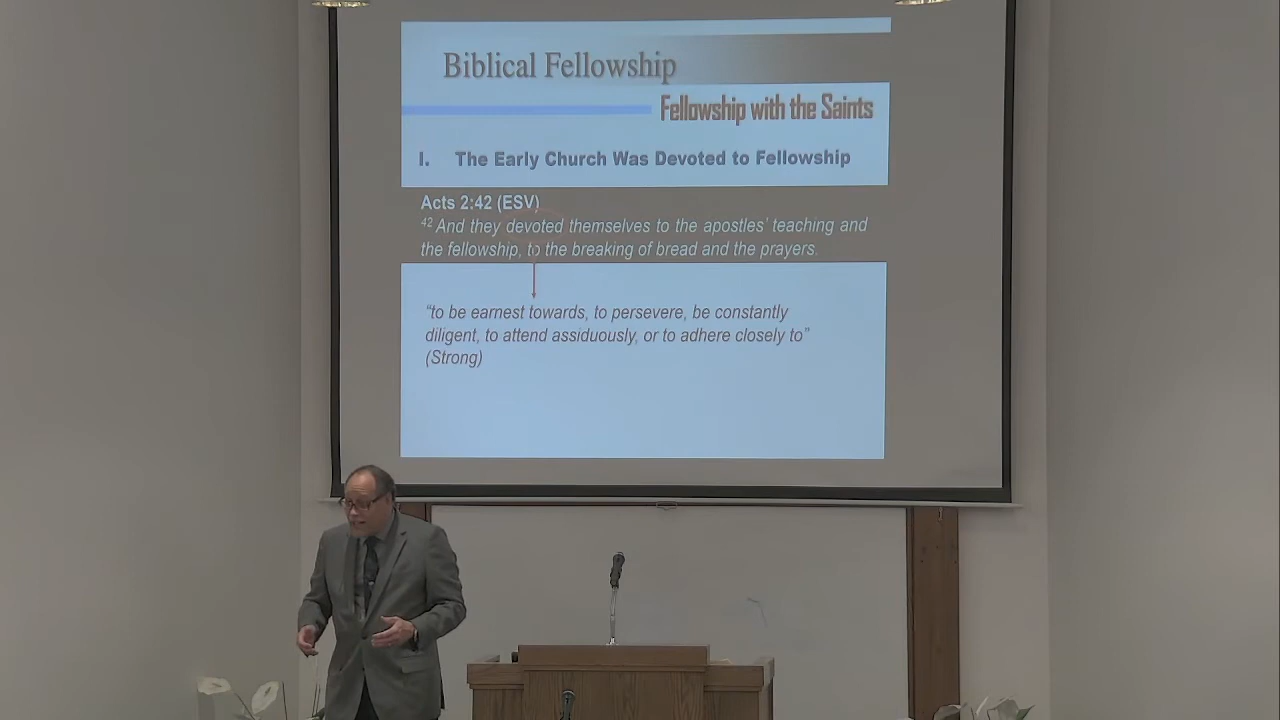 Biblical Fellowship
Fellowship with the Saints
I. The Early Church Was Devoted to Fellowship
Acts 2:42 (ESV)
42 And they devoted themselves to the apostles’ teaching and
the fellowship, to the breaking of bread and the prayers.
“to be earnest towards, to persevere, be constantly
diligent, to attend assiduously, or to adhere closely to”
(Strong)